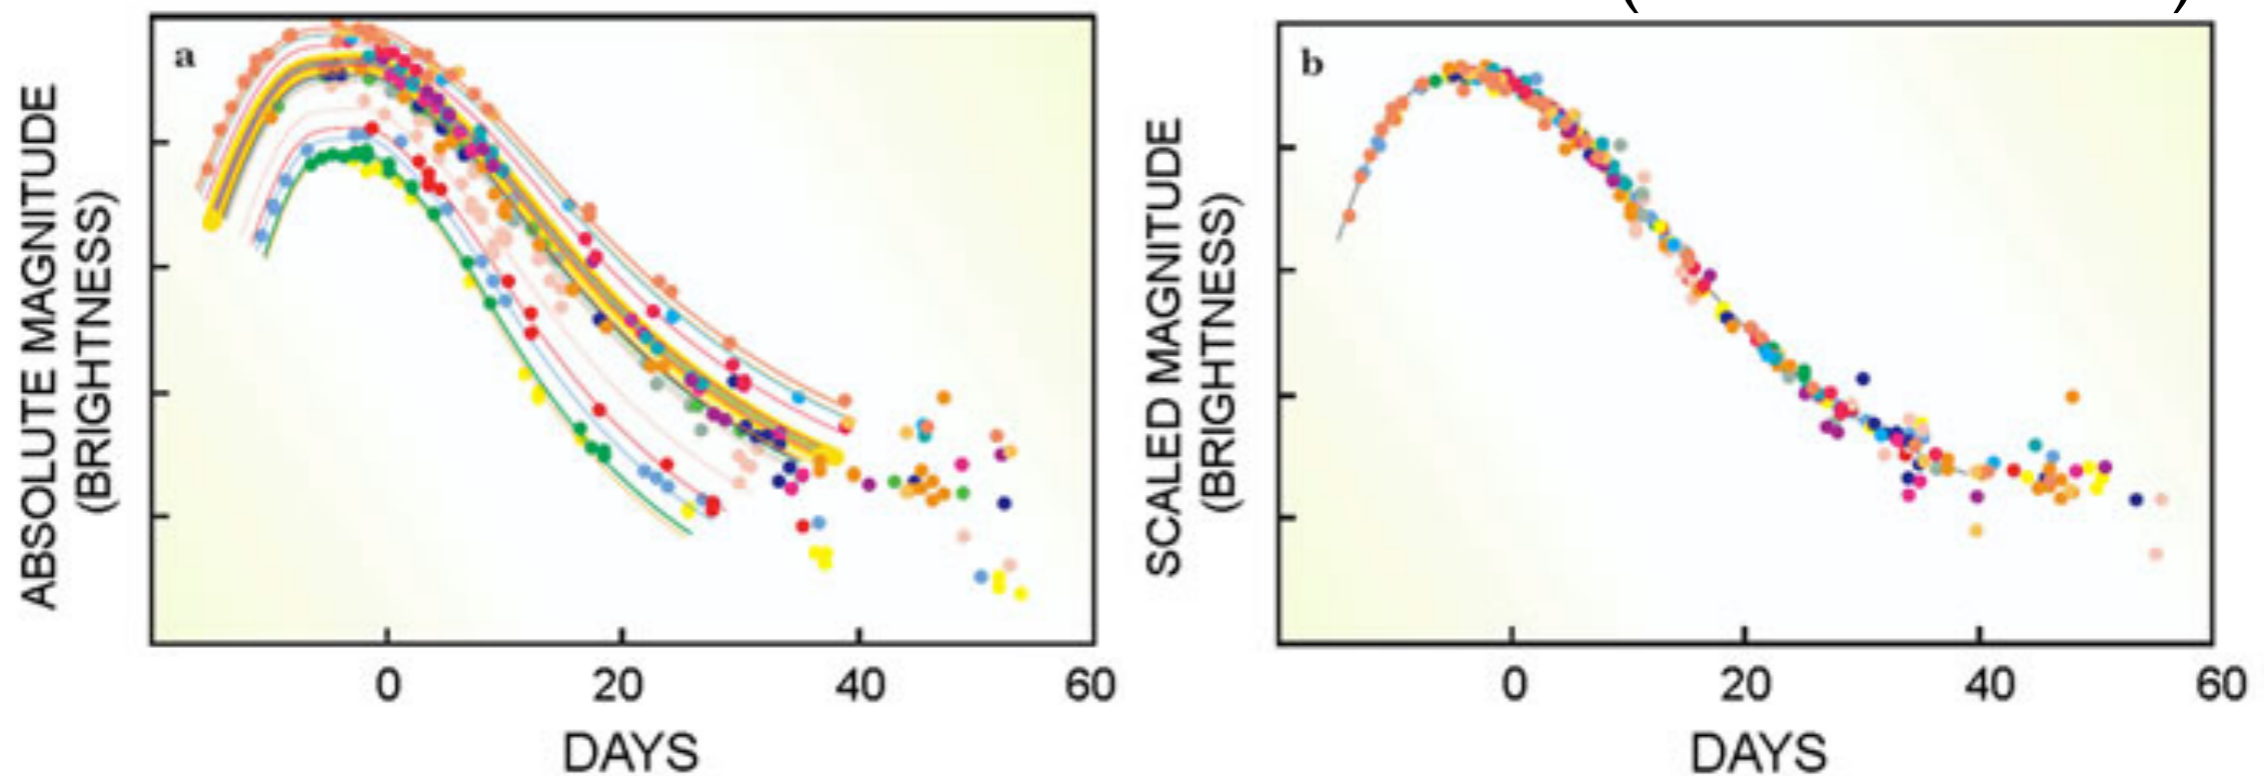 a
ABSOLUTE MAGNITUDE
(BRIGHTNESS)
0 20 40 60
DAYS
( )
b
SCALED MAGNITUDE
(BRIGHTNESS)
0 20 40 60
DAYS